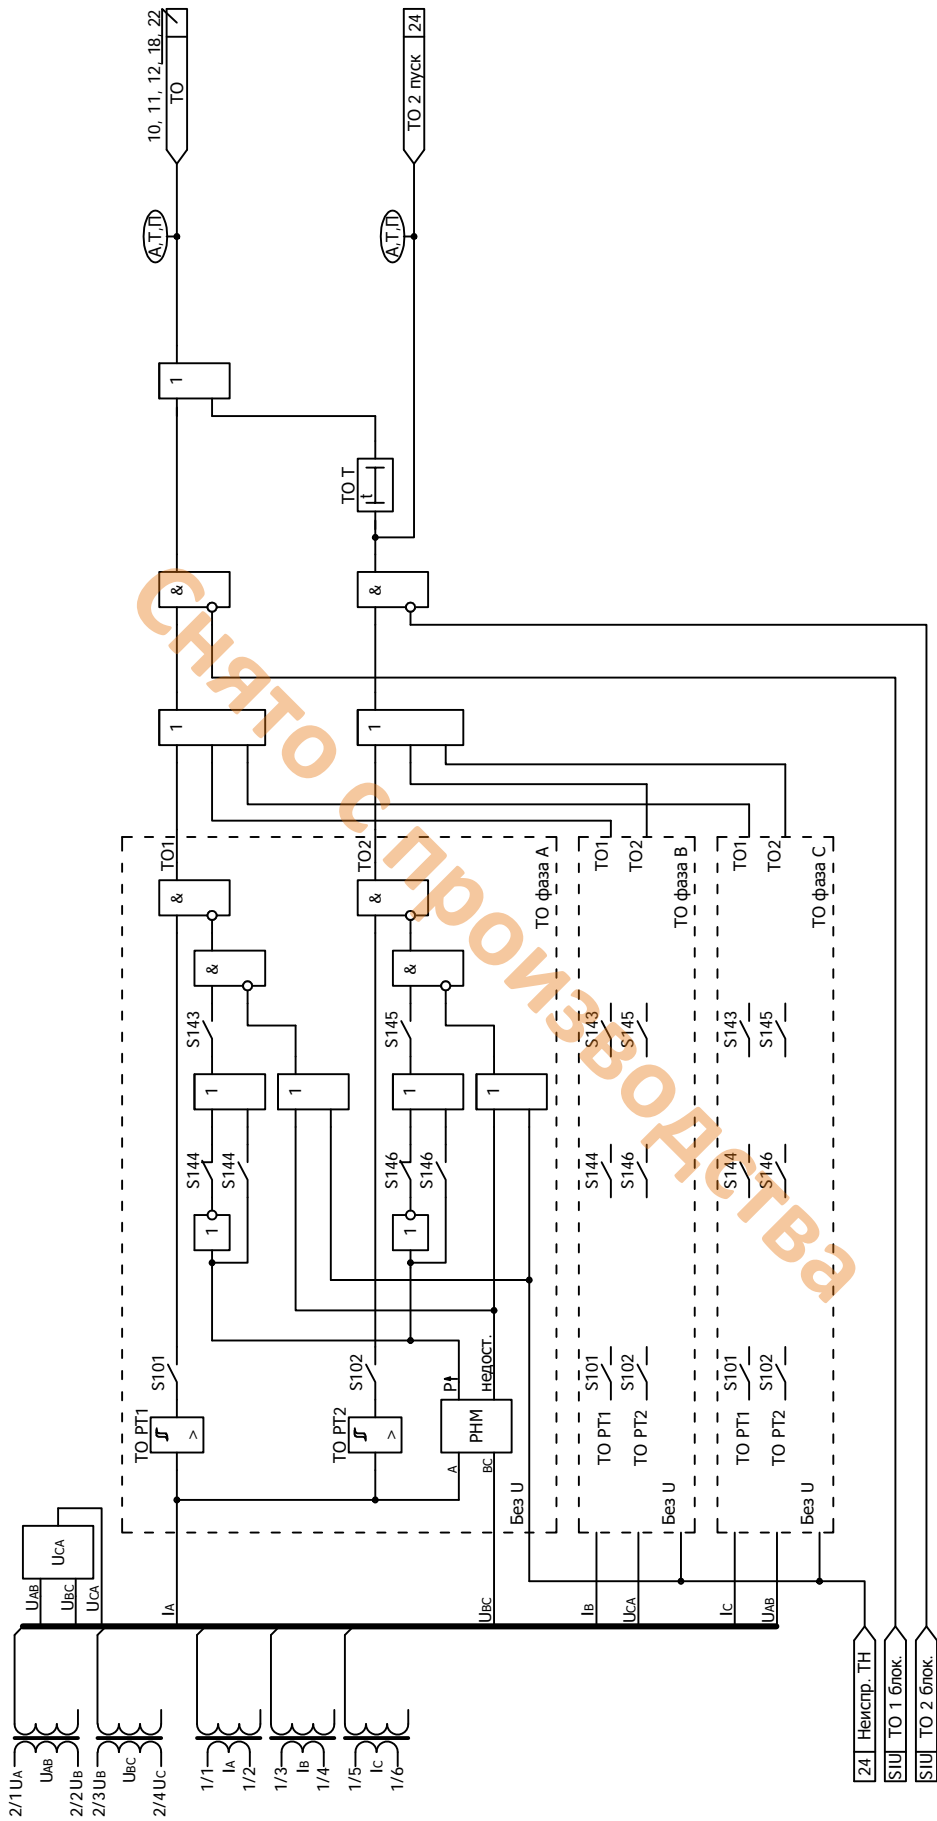 10, 11, 12, 18, 22
ТО
24
ТО 2 пуск
А,Т,П
А,Т,П
1
ТО Т
t
&
&
1
1
ТО1
&
ТО2
&
ТО фаза А
&
S143
&
S145
1
1
1
1
S144
S144
S146
S146
1
1
S101
ТО РТ1
>
S102
ТО РТ2
>
РНМ
P
недост.
A
BC
Без U
ТО1
ТО2
ТО фаза В
S143
S145
S144
S146
S101
S102
ТО РТ1
ТО РТ2
Без U
ТО1
ТО2
ТО фаза С
S143
S145
S144
S146
S101
S102
ТО РТ1
ТО РТ2
Без U
UCA
UAB
UBC
UCA
IA
UBC
IB
UCA
IC
UAB
2/1 UA
UAB
2/2 UB
2/3 UB
UBC
2/4 UC
1/1
IA
1/2
1/3
IB
1/4
1/5
IC
1/6
24 Неиспр. ТН
SIU ТО 1 блок.
SIU ТО 2 блок.
Снято с производства